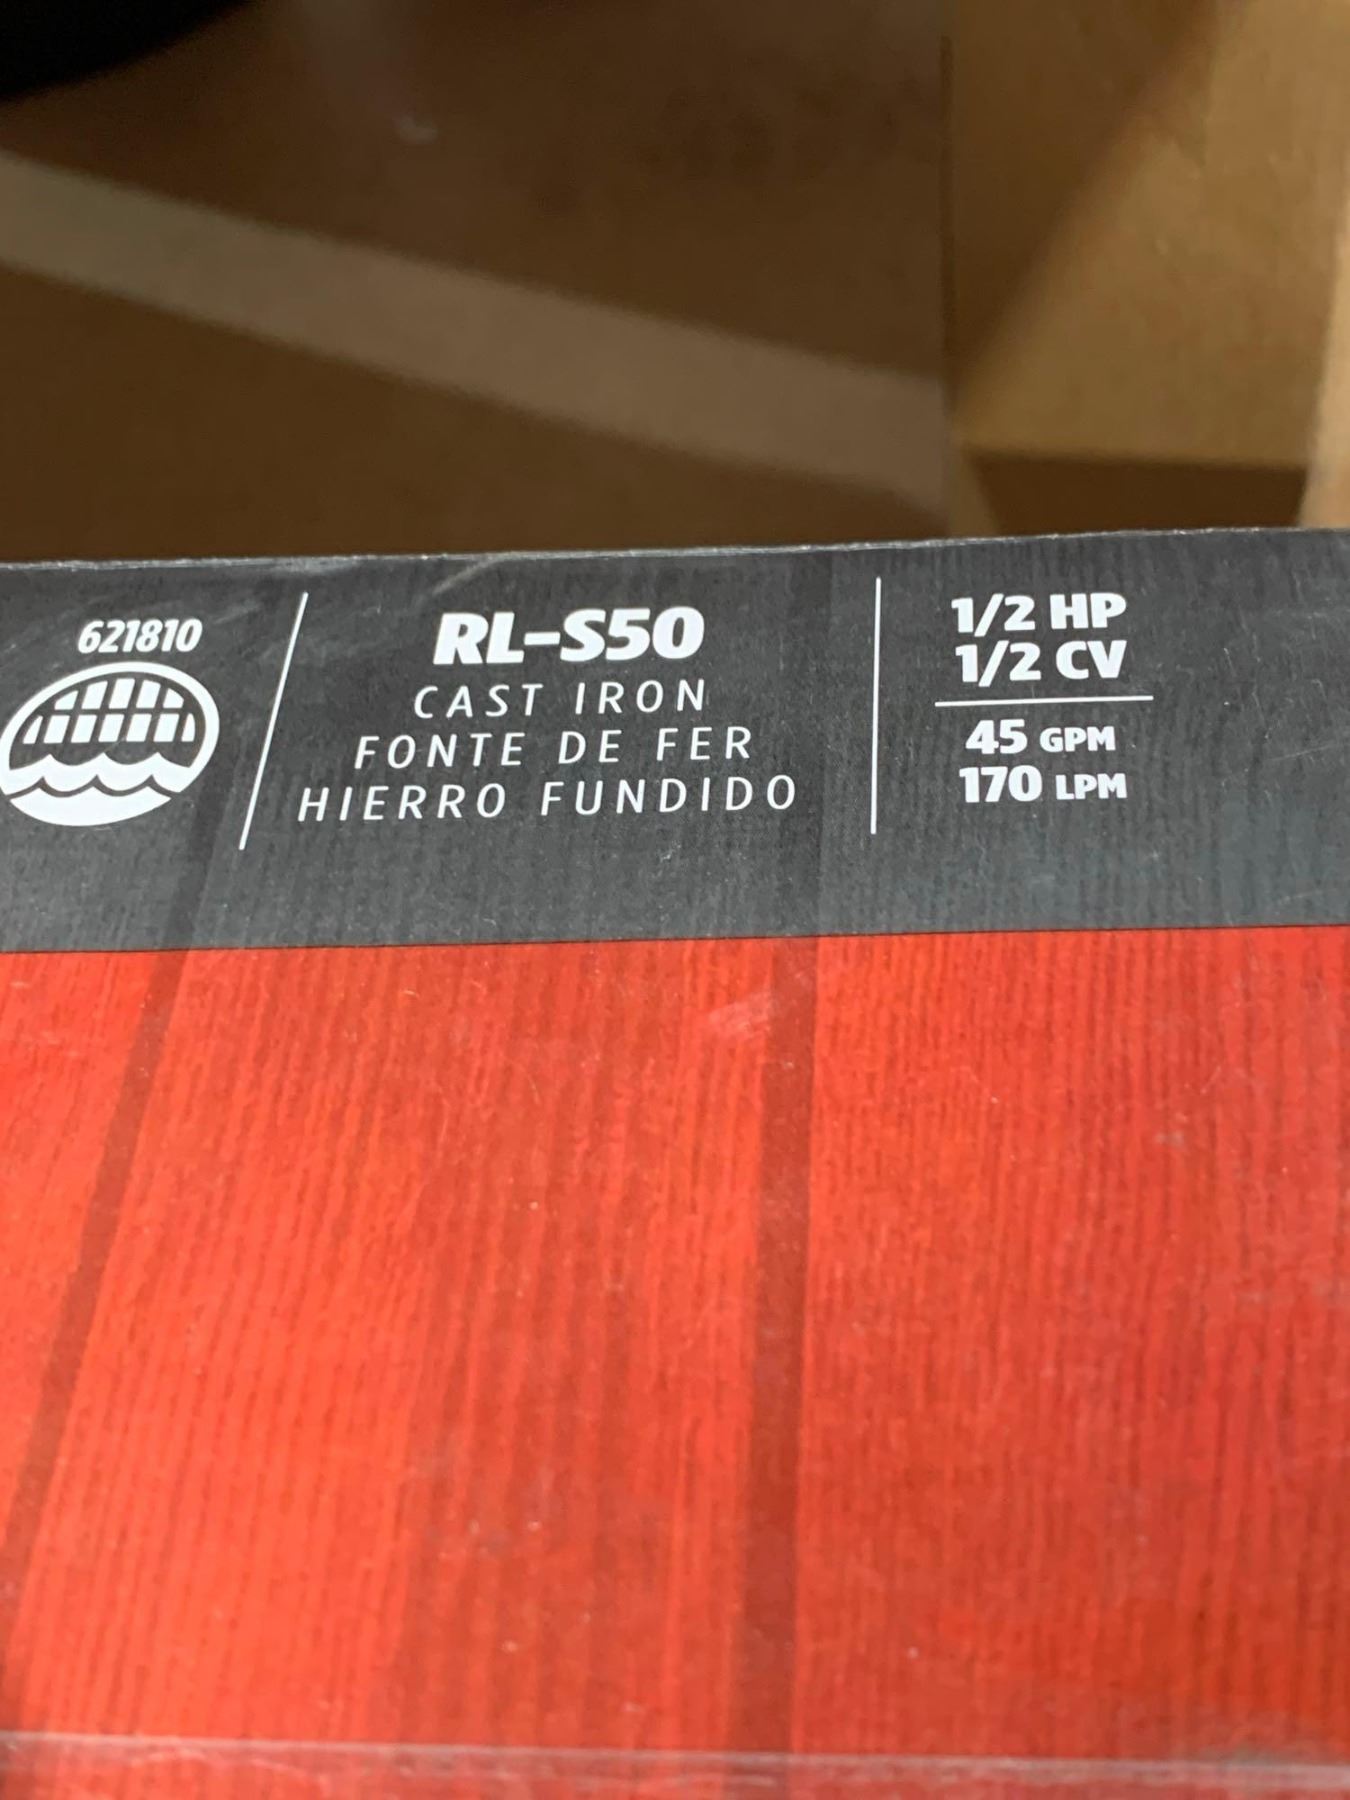 621810
RL-S50
CAST IRON
FONTE DE FER
HIERRO FUNDIDO
1/2 HP
1/2 CV
45 GPM
170 LPM